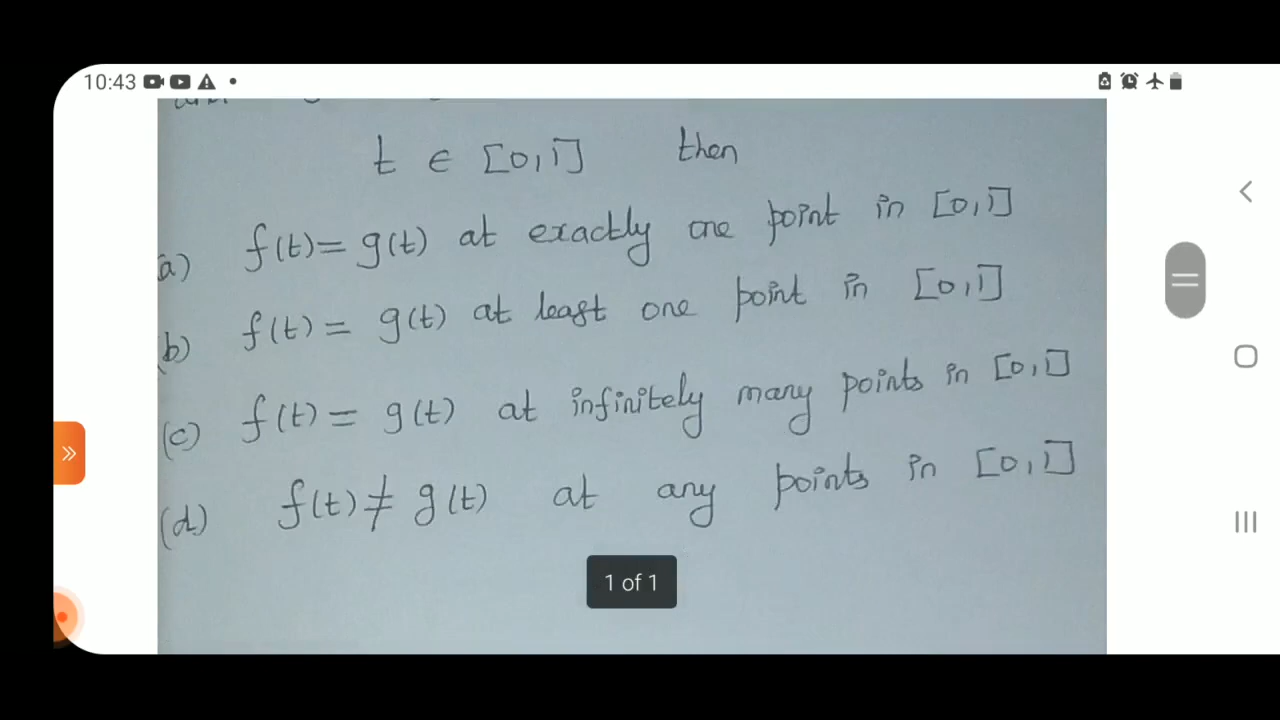 10:43
t ∈ [0,1] then
(a) f(t) = g(t) at exactly one point in [0,1]
(b) f(t) = g(t) at least one point in [0,1]
(c) f(t) = g(t) at infinitely many points in [0,1]
(d) f(t) ≠ g(t) at any points in [0,1]
1 of 1